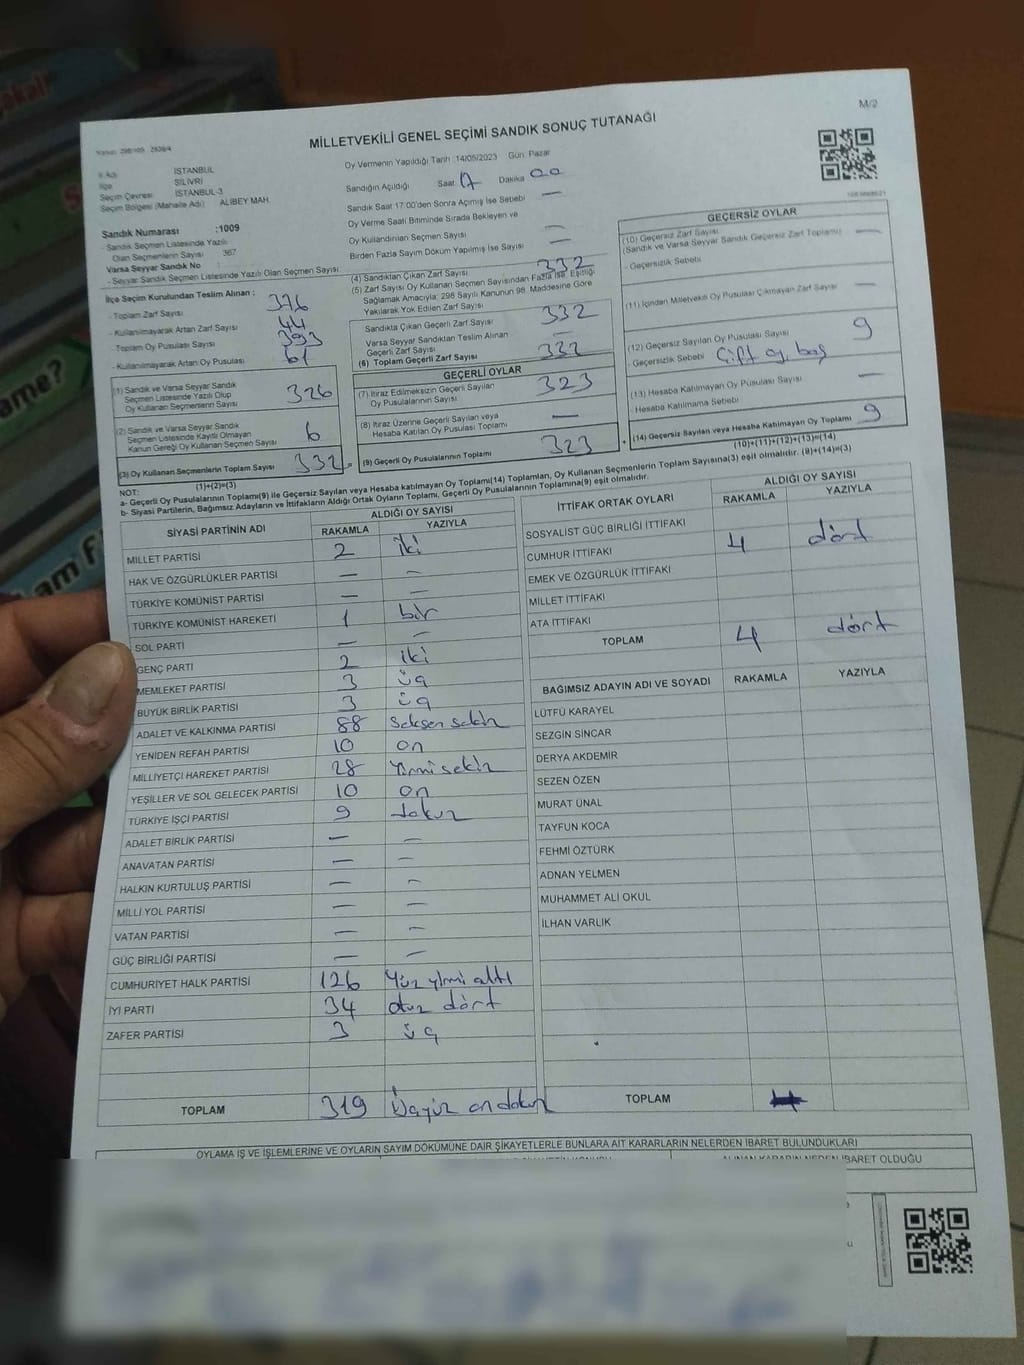 M/2
MİLLETVEKİLİ GENEL SEÇİMİ SANDIK SONUÇ TUTANAĞI
İl Adı İSTANBUL
İlçe SİLİVRİ
Seçim Çevresi İSTANBUL-3
Seçim Bölgesi (Mahalle Adı) ALİBEY MAH.
Sandık Numarası :1009
- Sandık Seçmen Listesinde Yazılı
Olan Seçmenlerin Sayısı 367
Varsa Seyyar Sandık No :
- Seyyar Sandık Seçmen Listesinde Yazılı Olan Seçmen Sayısı
Oy Vermenin Yapıldığı Tarih :14/05/2023 Gün: Pazar
Sandığın Açıldığı Saat 17 Dakika 00
Sandık Saat 17:00'den Sonra Açımış İse Sebebi —
Oy Verme Saati Bitiminde Sırada Bekleyen ve
Oy Kullandırılan Seçmen Sayısı —
Birden Fazla Sayım Döküm Yapılmış İse Sayısı —
İlçe Seçim Kurulundan Teslim Alınan :
- Toplam Zarf Sayısı 376
- Kullanılmayarak Artan Zarf Sayısı 44
- Toplam Oy Pusulası Sayısı 393
- Kullanılmayarak Artan Oy Pusulası 61
(1) Sandık ve Varsa Seyyar Sandık
Seçmen Listesinde Yazılı Olup
Oy Kullanan Seçmenlerin Sayısı 326
(2) Sandık ve Varsa Seyyar Sandık
Seçmen Listesinde Kayıtlı Olmayan
Kanun Gereği Oy Kullanan Seçmen Sayısı 6
(3) Oy Kullanan Seçmenlerin Toplam Sayısı 332
(1)+(2)=(3)
(4) Sandıktan Çıkan Zarf Sayısı 332
(5) Zarf Sayısı Oy Kullanan Seçmen Sayısından Fazla İse, Eşitliği
Sağlamak Amacıyla; 298 Sayılı Kanunun 98. Maddesine Göre
Yakılarak Yok Edilen Zarf Sayısı —
Sandıkta Çıkan Geçerli Zarf Sayısı 332
Varsa Seyyar Sandıktan Teslim Alınan
Geçerli Zarf Sayısı —
(6) Toplam Geçerli Zarf Sayısı 332
GEÇERLİ OYLAR
(7) İtiraz Edilmeksizin Geçerli Sayılan
Oy Pusulalarının Sayısı 323
(8) İtiraz Üzerine Geçerli Sayılan veya
Hesaba Katılan Oy Pusulası Toplamı —
(9) Geçerli Oy Pusulalarının Toplamı 323
GEÇERSİZ OYLAR
(10) Geçersiz Zarf Sayısı
(Sandık ve Varsa Seyyar Sandık Geçersiz Zarf Toplamı) —
- Geçersizlik Sebebi
(11) İçinden Milletvekili Oy Pusulası Çıkmayan Zarf Sayısı —
(12) Geçersiz Sayılan Oy Pusulası Sayısı 9
Geçersizlik Sebebi Çift oy, boş
(13) Hesaba Katılmayan Oy Pusulası Sayısı —
Hesaba Katılmama Sebebi
(14) Geçersiz Sayılan veya Hesaba Katılmayan Oy Toplamı 9
(10)+(11)+(12)+(13)=(14)
NOT:
a- Geçerli Oy Pusulalarının Toplamı(9) ile Geçersiz Sayılan veya Hesaba Katılmayan Oy Toplamı(14) Toplamları, Oy Kullanan Seçmenlerin Toplam Sayısına(3) eşit olmalıdır. (9)+(14)=(3)
b- Siyasi Partilerin, Bağımsız Adayların ve İttifakların Aldığı Ortak Oyların Toplamı, Geçerli Oy Pusulalarının Toplamına(9) eşit olmalıdır.
SİYASİ PARTİNİN ADI ALDIĞI OY SAYISI
RAKAMLA YAZIYLA
MİLLET PARTİSİ 2 iki
HAK VE ÖZGÜRLÜKLER PARTİSİ — —
TÜRKİYE KOMÜNİST PARTİSİ — —
TÜRKİYE KOMÜNİST HAREKETİ 1 bir
SOL PARTİ — —
GENÇ PARTİ 2 iki
MEMLEKET PARTİSİ 3 üç
BÜYÜK BİRLİK PARTİSİ 3 üç
ADALET VE KALKINMA PARTİSİ 88 seksen sekiz
YENİDEN REFAH PARTİSİ 10 on
MİLLİYETÇİ HAREKET PARTİSİ 28 Yirmi sekiz
YEŞİLLER VE SOL GELECEK PARTİSİ 10 on
TÜRKİYE İŞÇİ PARTİSİ 9 dokuz
ADALET BİRLİK PARTİSİ — —
ANAVATAN PARTİSİ — —
HALKIN KURTULUŞ PARTİSİ — —
MİLLİ YOL PARTİSİ — —
VATAN PARTİSİ — —
GÜÇ BİRLİĞİ PARTİSİ — —
CUMHURİYET HALK PARTİSİ 126 Yüz yirmi altı
İYİ PARTİ 34 otuz dört
ZAFER PARTİSİ 3 üç
TOPLAM 319 Üçyüz on dokuz
İTTİFAK ORTAK OYLARI ALDIĞI OY SAYISI
RAKAMLA YAZIYLA
SOSYALİST GÜÇ BİRLİĞİ İTTİFAKI
CUMHUR İTTİFAKI 4 dört
EMEK VE ÖZGÜRLÜK İTTİFAKI
MİLLET İTTİFAKI
ATA İTTİFAKI
TOPLAM 4 dört
BAĞIMSIZ ADAYIN ADI VE SOYADI RAKAMLA YAZIYLA
LÜTFÜ KARAYEL
SEZGİN SİNCAR
DERYA AKDEMİR
SEZEN ÖZEN
MURAT ÜNAL
TAYFUN KOCA
FEHMİ ÖZTÜRK
ADNAN YELMEN
MUHAMMET ALİ OKUL
İLHAN VARLIK
TOPLAM
OYLAMA İŞ VE İŞLEMLERİNE VE OYLARIN SAYIM DÖKÜMÜNE DAİR ŞİKAYETLERLE BUNLARA AİT KARARLARIN NELERDEN İBARET BULUNDUKLARI
ALINAN KARARIN NEDEN İBARET OLDUĞU